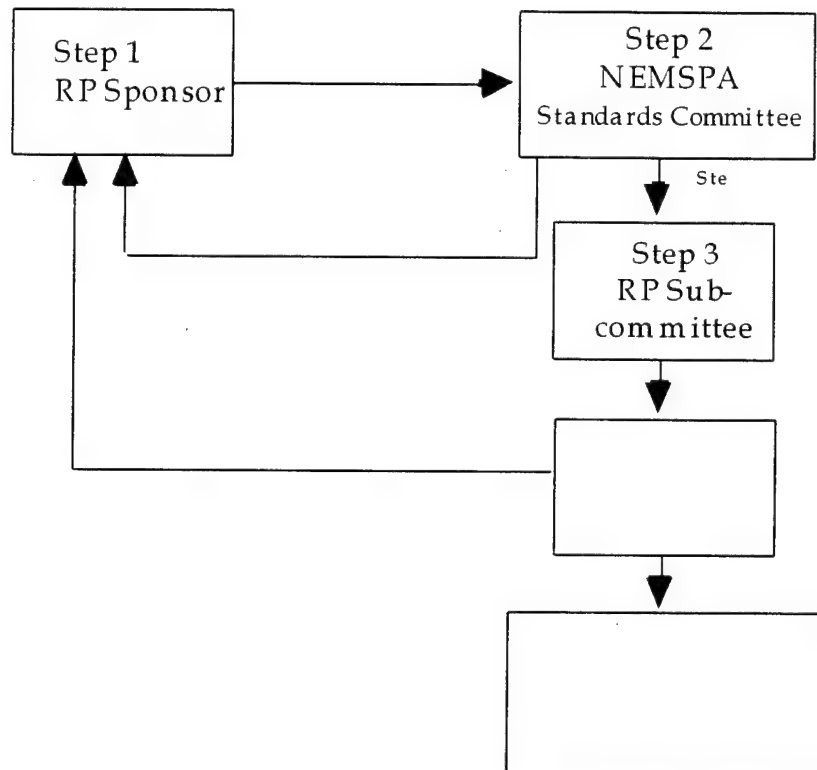 Step 1
RP Sponsor
Step 2
NEMSPA
Standards Committee
Ste
Step 3
RP Sub-
committee